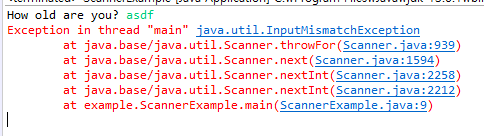 How old are you? asdf
Exception in thread "main" java.util.InputMismatchException
at java.base/java.util.Scanner.throwFor(Scanner.java:939)
at java.base/java.util.Scanner.next(Scanner.java:1594)
at java.base/java.util.Scanner.nextInt(Scanner.java:2258)
at java.base/java.util.Scanner.nextInt(Scanner.java:2212)
at example.ScannerExample.main(ScannerExample.java:9)